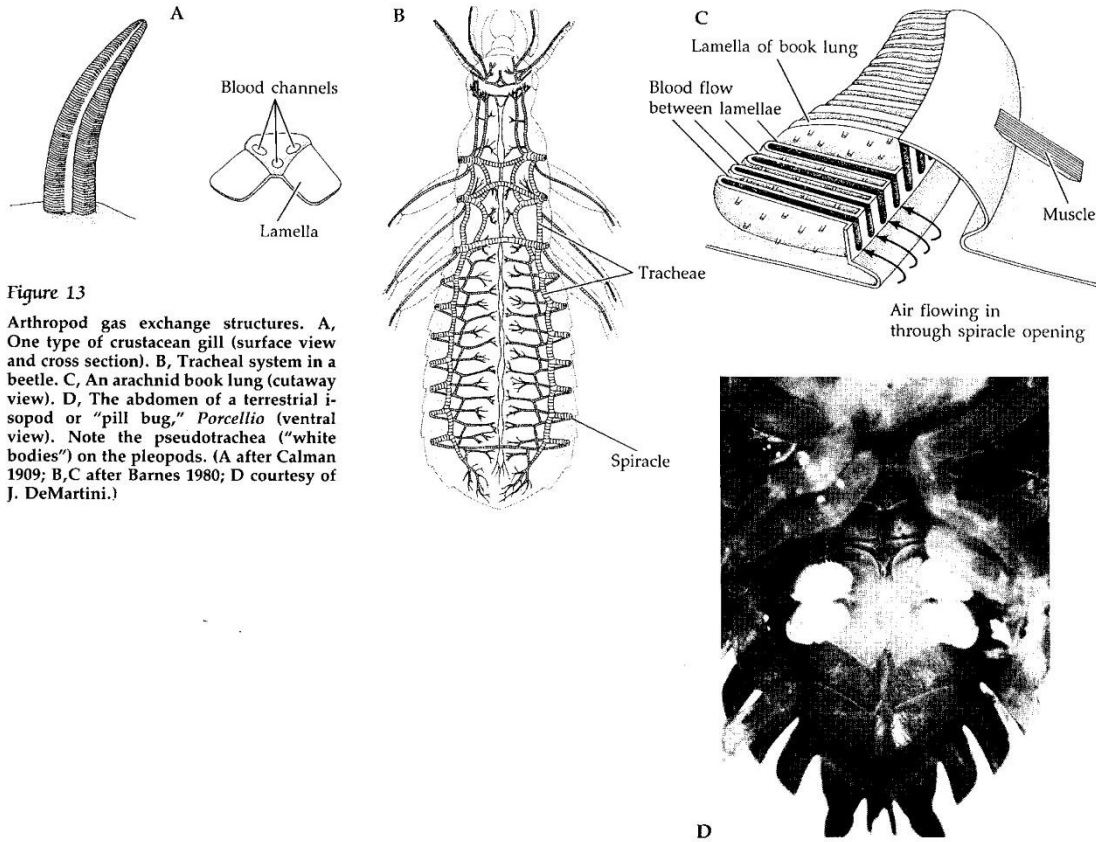 A
Blood channels
Lamella
Figure 13
Arthropod gas exchange structures. A,
One type of crustacean gill (surface view
and cross section). B, Tracheal system in a
beetle. C, An arachnid book lung (cutaway
view). D, The abdomen of a terrestrial i-
sopod or “pill bug,” Porcellio (ventral
view). Note the pseudotrachea (“white
bodies”) on the pleopods. (A after Calman
1909; B,C after Barnes 1980; D courtesy of
J. DeMartini.)
B
Tracheae
Spiracle
C
Lamella of book lung
Blood flow
between lamellae
Muscle
Air flowing in
through spiracle opening
D